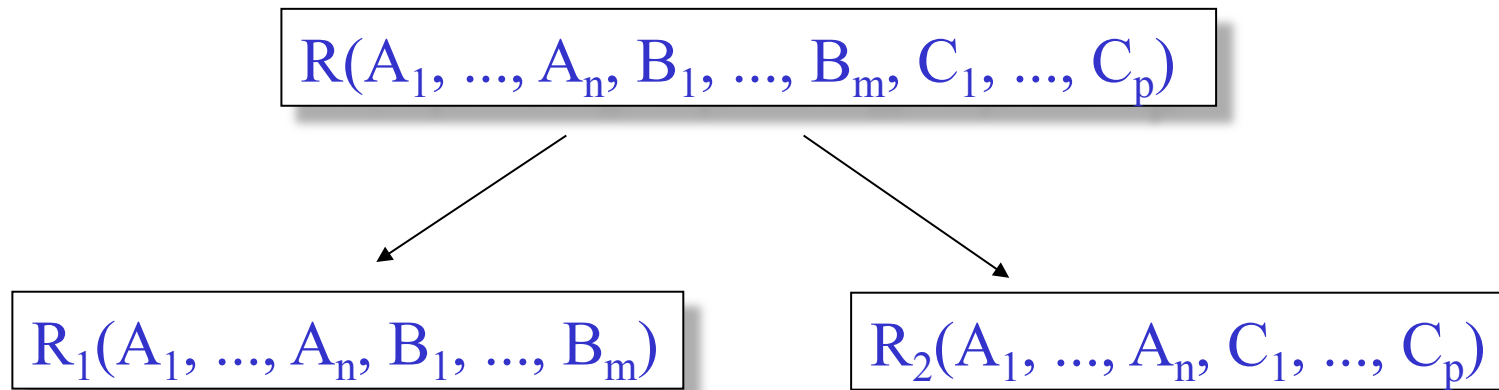 R(A₁, ..., Aₙ, B₁, ..., Bₘ, C₁, ..., Cₚ)
R₁(A₁, ..., Aₙ, B₁, ..., Bₘ)
R₂(A₁, ..., Aₙ, C₁, ..., Cₚ)